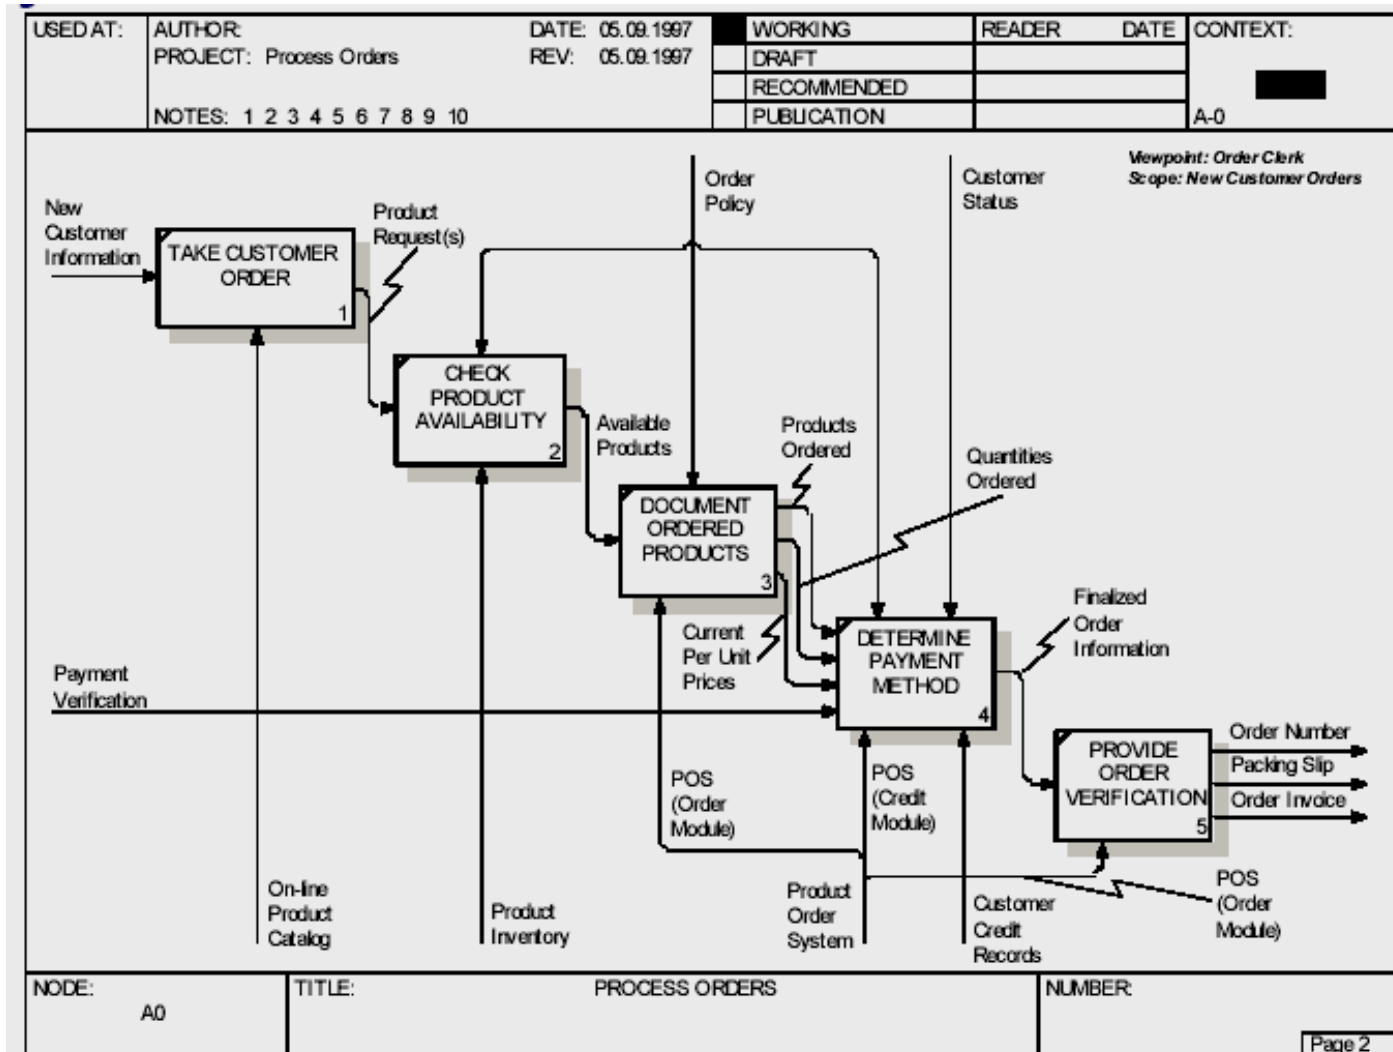 USED AT:
AUTHOR:
DATE: 05.09.1997
PROJECT: Process Orders
REV: 05.09.1997
NOTES: 1 2 3 4 5 6 7 8 9 10
WORKING
DRAFT
RECOMMENDED
PUBLICATION
READER DATE
CONTEXT:
A-0
Viewpoint: Order Clerk
Scope: New Customer Orders
New
Customer
Information
TAKE CUSTOMER
ORDER
1
Product
Request(s)
Order
Policy
Customer
Status
CHECK
PRODUCT
AVAILABILITY
2
Available
Products
Products
Ordered
Quantities
Ordered
DOCUMENT
ORDERED
PRODUCTS
3
Current
Per Unit
Prices
Payment
Verification
DETERMINE
PAYMENT
METHOD
4
Finalized
Order
Information
PROVIDE
ORDER
VERIFICATION
5
Order Number
Packing Slip
Order Invoice
POS
(Order
Module)
POS
(Credit
Module)
On-line
Product
Catalog
Product
Inventory
Product
Order
System
Customer
Credit
Records
POS
(Order
Module)
NODE:
A0
TITLE:
PROCESS ORDERS
NUMBER:
Page 2